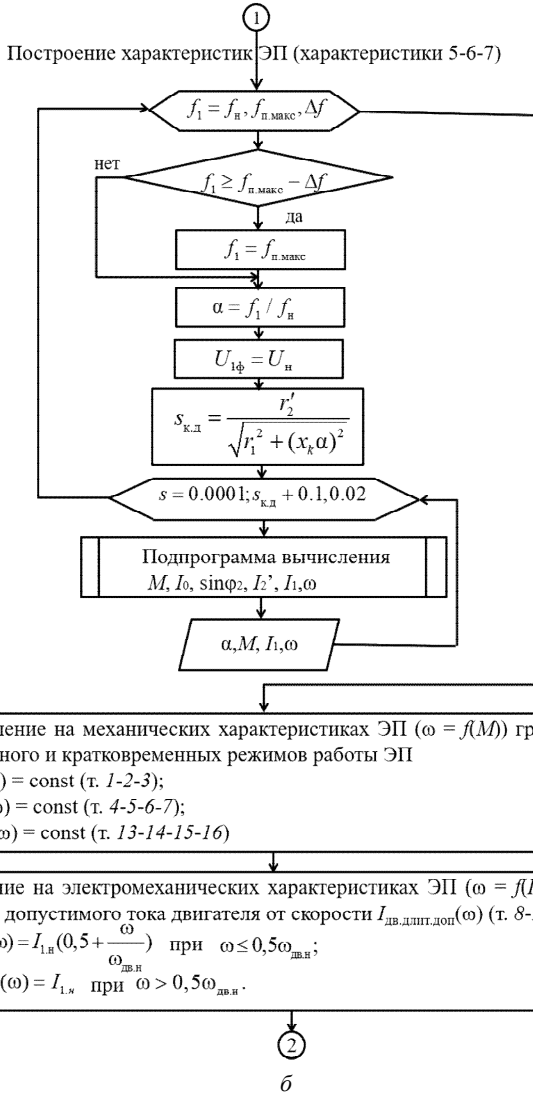 1
Построение характеристик ЭП (характеристики 5-6-7)
f₁ = fн, fп.макс, Δf
нет
f₁ ≥ fп.макс − Δf
да
f₁ = fп.макс
α = f₁ / fн
U₁ф = Uн
sк.д = r₂′ / √(r₁² + (xₖα)²)
s = 0.0001; sк.д + 0.1, 0.02
Подпрограмма вычисления
M, I₀, sinφ₂, I₂’, I₁,ω
α,M, I₁,ω
на механических характеристиках ЭП (ω = f(M))
и кратковременных режимов работы ЭП
) = const (т. 1-2-3);
ω) = const (т. 4-5-6-7);
ω) = const (т. 13-14-15-16)
на электромеханических характеристиках ЭП (ω = f(I
допустимого тока двигателя от скорости Iдв.длит.доп(ω) (т. 8-
ω) = I₁.н(0,5 + ω/ωдв.н) при ω ≤ 0,5ωдв.н;
(ω) = I₁.н при ω > 0,5ωдв.н.
2
б